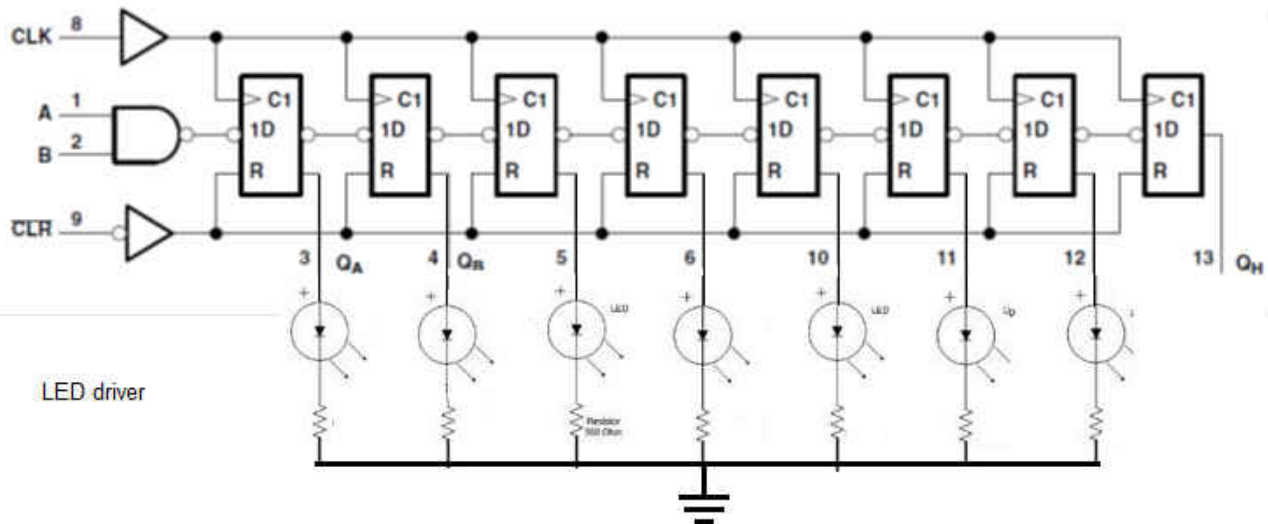 CLK 8
C1 C1 C1 C1 C1 C1 C1 C1
A 1
1D 1D 1D 1D 1D 1D 1D 1D
B 2
R R R R R R R R
CLR 9
3 QA 4 QB 5 6 10 11 12 13 QH
+ + + + + + +
LED LED
LED driver
Resistor
Ohm